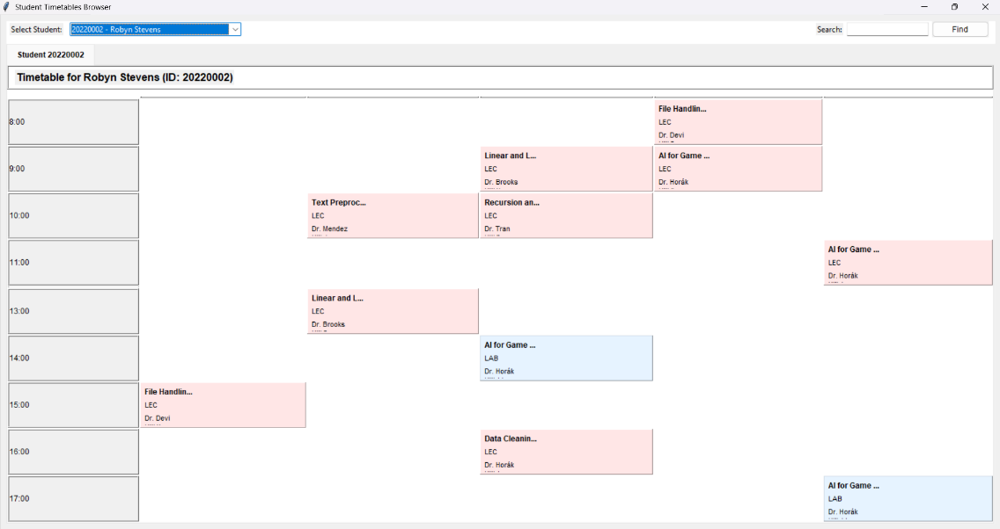 Student Timetables Browser
Select Student: 20220002 - Robyn Stevens Search: Find
Student 20220002
Timetable for Robyn Stevens (ID: 20220002)
8:00
File Handlin...
LEC
Dr. Devi
9:00
Linear and L...
LEC
Dr. Brooks
AI for Game ...
LEC
Dr. Horák
10:00
Text Preproc...
LEC
Dr. Mendez
Recursion an...
LEC
Dr. Tran
11:00
AI for Game ...
LEC
Dr. Horák
13:00
Linear and L...
LEC
Dr. Brooks
14:00
AI for Game ...
LAB
Dr. Horák
15:00
File Handlin...
LEC
Dr. Devi
16:00
Data Cleanin...
LEC
Dr. Horák
17:00
AI for Game ...
LAB
Dr. Horák